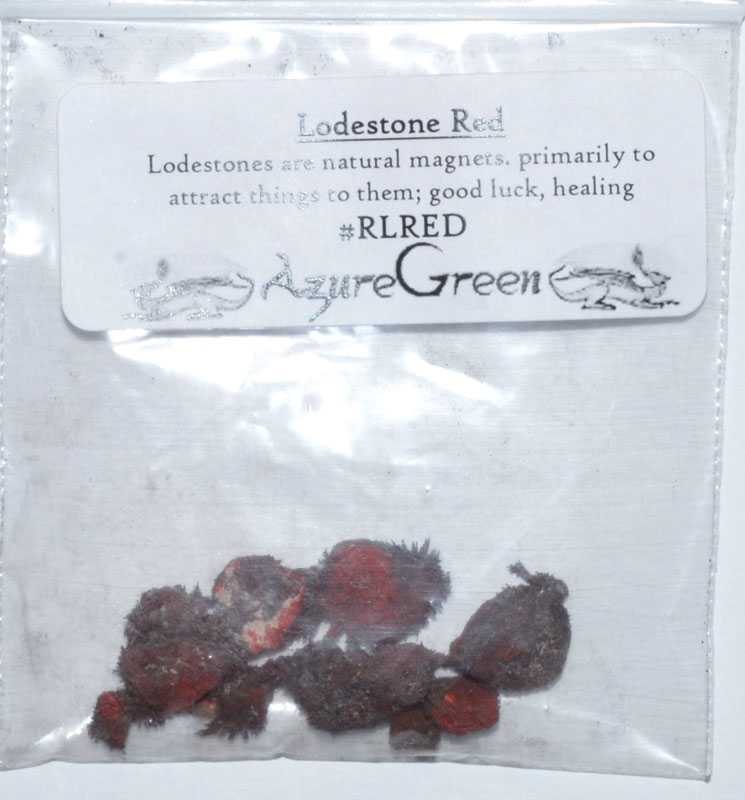 Lodestone Red
Lodestones are natural magnets. primarily to
attract things to them; good luck, healing
#RLRED
AzureGreen